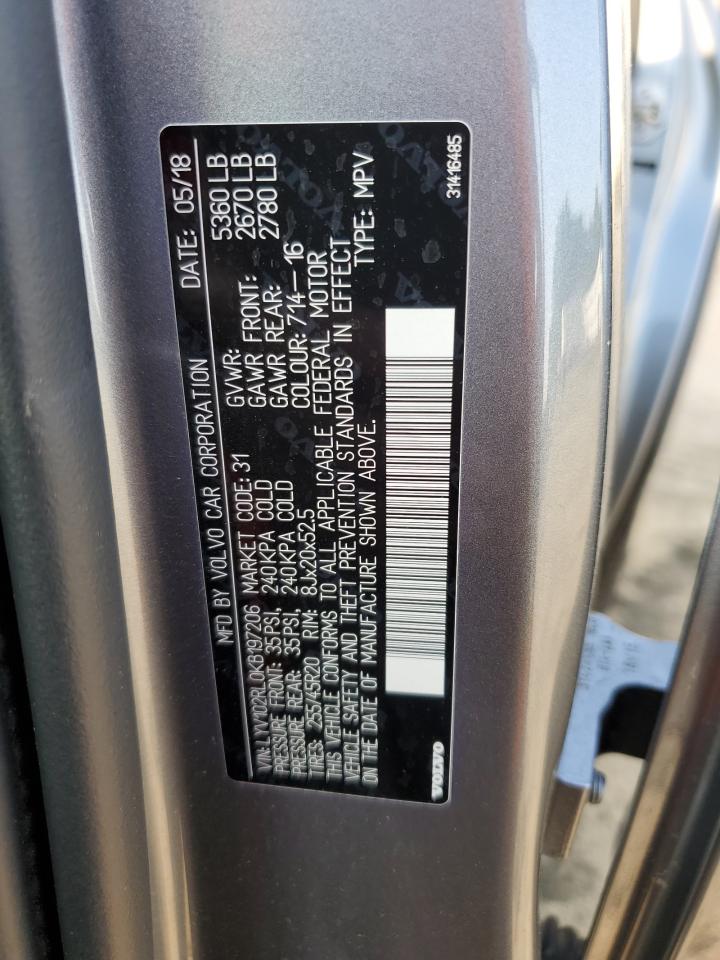 MFD BY VOLVO CAR CORPORATION DATE: 05/18
VIN: LYV102RL0KB197206 MARKET CODE: 31 GVWR: 5360 LB
PRESSURE FRONT: 35PSI, 240KPA COLD GAWR FRONT: 2670 LB
PRESSURE REAR: 35PSI, 240KPA COLD GAWR REAR: 2780 LB
TIRES: 255/45R20 RIM: 8Jx20x52.5 COLOUR: 714—16
THIS VEHICLE CONFORMS TO ALL APPLICABLE FEDERAL MOTOR
VEHICLE SAFETY AND THEFT PREVENTION STANDARDS IN EFFECT
ON THE DATE OF MANUFACTURE SHOWN ABOVE. TYPE: MPV
VOLVO 31416485